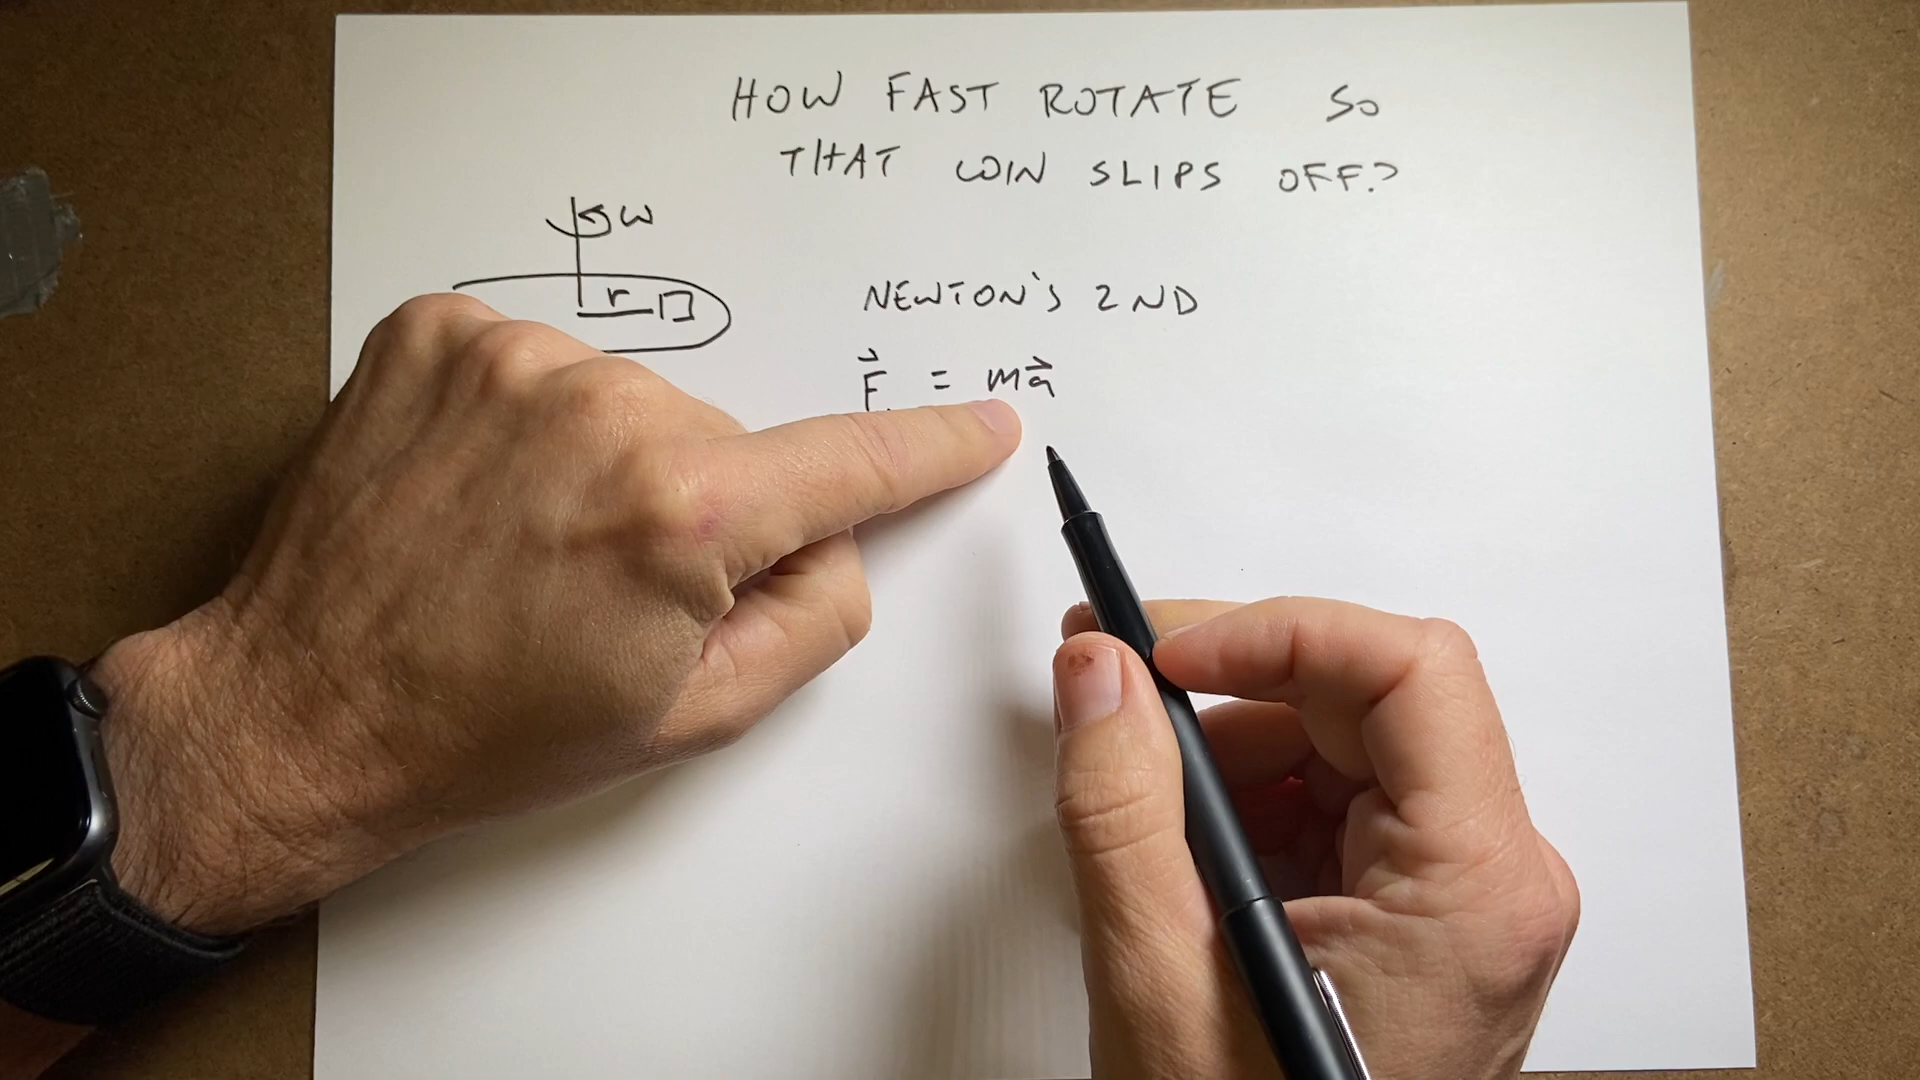 HOW FAST ROTATE SO
THAT COIN SLIPS OFF?
ω
r
NEWTON'S 2ND
F⃗ = ma⃗